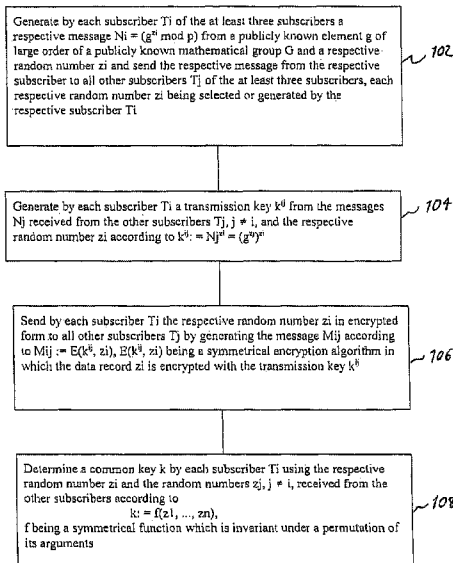 Generate by each subscriber Ti of the at least three subscribers a
respective message Ni = (g^zi mod p) from a publicly known element g of
large order of a publicly known mathematical group G and a respective
random number zi and send the respective message from the respective
subscriber to all other subscribers Tj of the at least three subscribers, each
respective random number zi being selected or generated by the
respective subscriber Ti
102
Generate by each subscriber Ti a transmission key k^ij from the messages
Nj received from the other subscribers Tj, j ≠ i, and the respective
random number zi according to k^ij: = Nj^zi = (g^zj)^zi
104
Send by each subscriber Ti the respective random number zi in encrypted
form to all other subscribers Tj by generating the message Mij according
to Mij := E(k^ij, zi), E(k^ij, zi) being a symmetrical encryption algorithm in
which the data record zi is encrypted with the transmission key k^ij
106
Determine a common key k by each subscriber Ti using the respective
random number zi and the random numbers zj, j ≠ i, received from the
other subscribers according to
k: = f(z1, ..., zn),
f being a symmetrical function which is invariant under a permutation of
its arguments
108